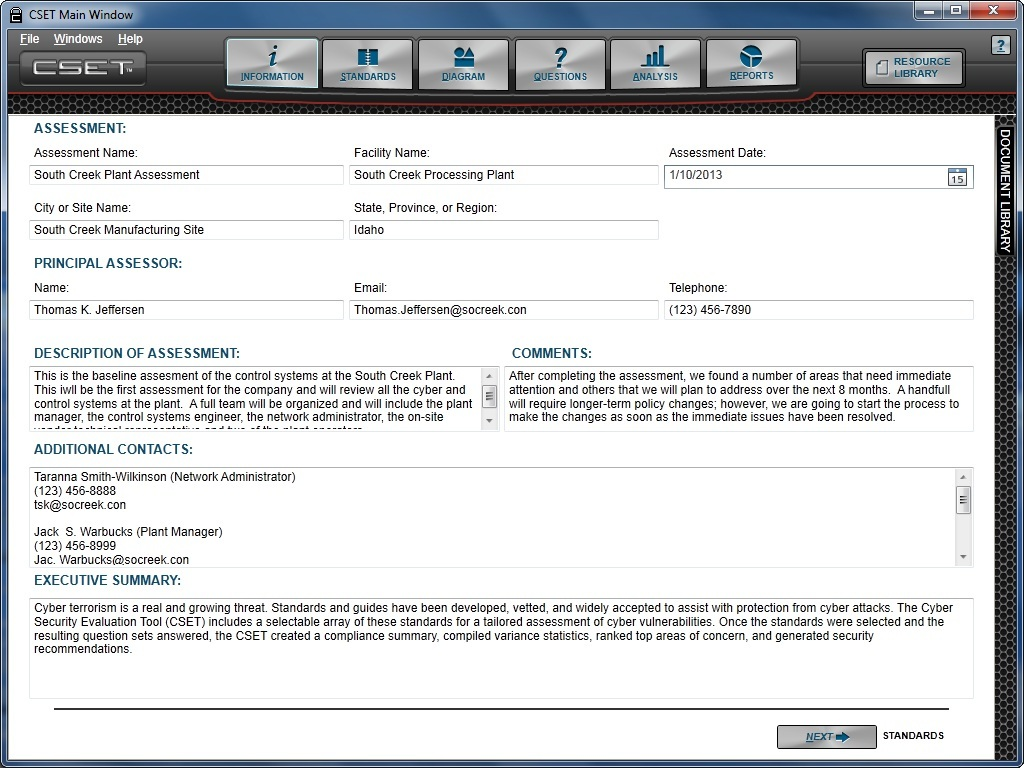 CSET Main Window
File Windows Help
CSET™
INFORMATION STANDARDS DIAGRAM QUESTIONS ANALYSIS REPORTS
RESOURCE
LIBRARY
?
DOCUMENT LIBRARY
ASSESSMENT:
Assessment Name: Facility Name: Assessment Date:
South Creek Plant Assessment South Creek Processing Plant 1/10/2013 15
City or Site Name: State, Province, or Region:
South Creek Manufacturing Site Idaho
PRINCIPAL ASSESSOR:
Name: Email: Telephone:
Thomas K. Jeffersen Thomas.Jeffersen@socreek.con (123) 456-7890
DESCRIPTION OF ASSESSMENT:
This is the baseline assesment of the control systems at the South Creek Plant.
This iwlb be the first assessment for the company and will review all the cyber and
control systems at the plant. A full team will be organized and will include the plant
manager, the control systems engineer, the network administrator, the on-site
vendor technical representative and two of the plant operators
COMMENTS:
After completing the assessment, we found a number of areas that need immediate
attention and others that we will plan to address over the next 8 months. A handfull
will require longer-term policy changes; however, we are going to start the process to
make the changes as soon as the immediate issues have been resolved.
ADDITIONAL CONTACTS:
Taranna Smith-Wilkinson (Network Administrator)
(123) 456-8888
tsk@socreek.con
Jack S. Warbucks (Plant Manager)
(123) 456-8999
Jac. Warbucks@socreek.con
EXECUTIVE SUMMARY:
Cyber terrorism is a real and growing threat. Standards and guides have been developed, vetted, and widely accepted to assist with protection from cyber attacks. The Cyber
Security Evaluation Tool (CSET) includes a selectable array of these standards for a tailored assessment of cyber vulnerabilities. Once the standards were selected and the
resulting question sets answered, the CSET created a compliance summary, compiled variance statistics, ranked top areas of concern, and generated security
recommendations.
NEXT STANDARDS